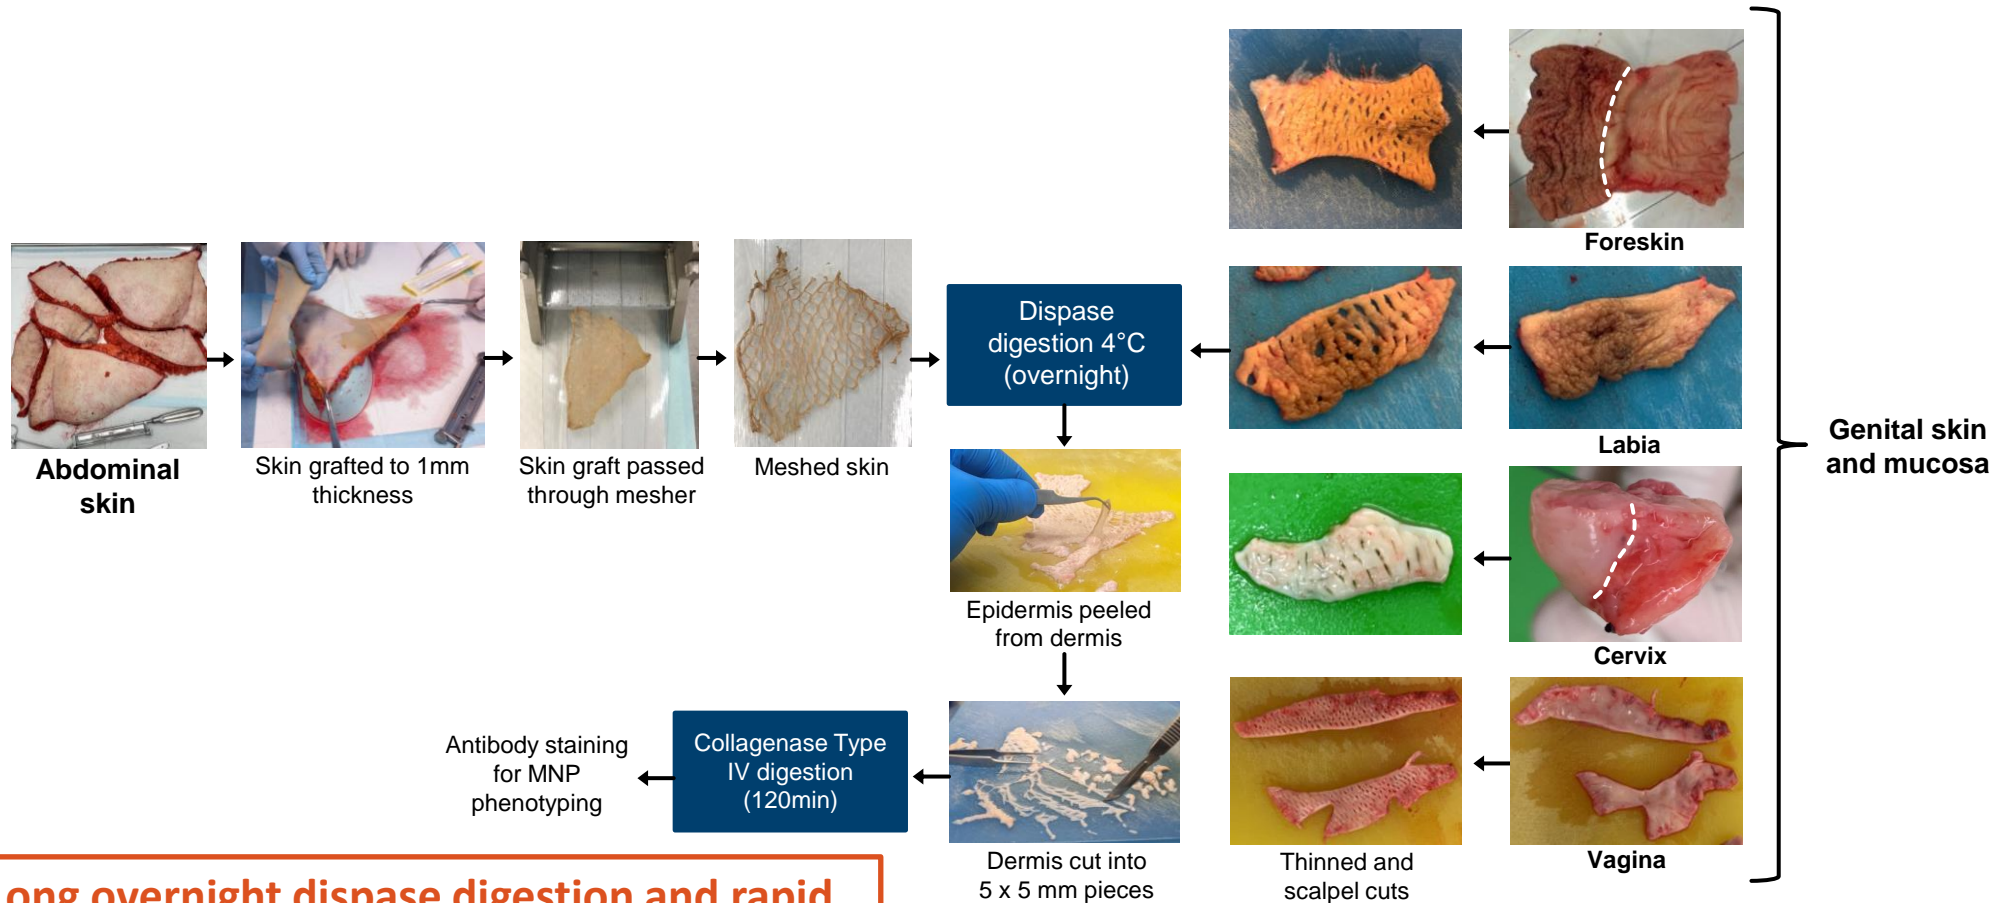 Abdominal
skin
Skin grafted to 1mm
thickness
Skin graft passed
through mesher
Meshed skin
Dispase
digestion 4°C
(overnight)
Epidermis peeled
from dermis
Dermis cut into
5 x 5 mm pieces
Collagenase Type
IV digestion
(120min)
Antibody staining
for MNP
phenotyping
Foreskin
Labia
Cervix
Vagina
Thinned and
scalpel cuts
Genital skin
and mucosa
ong overnight dispase digestion and rapid